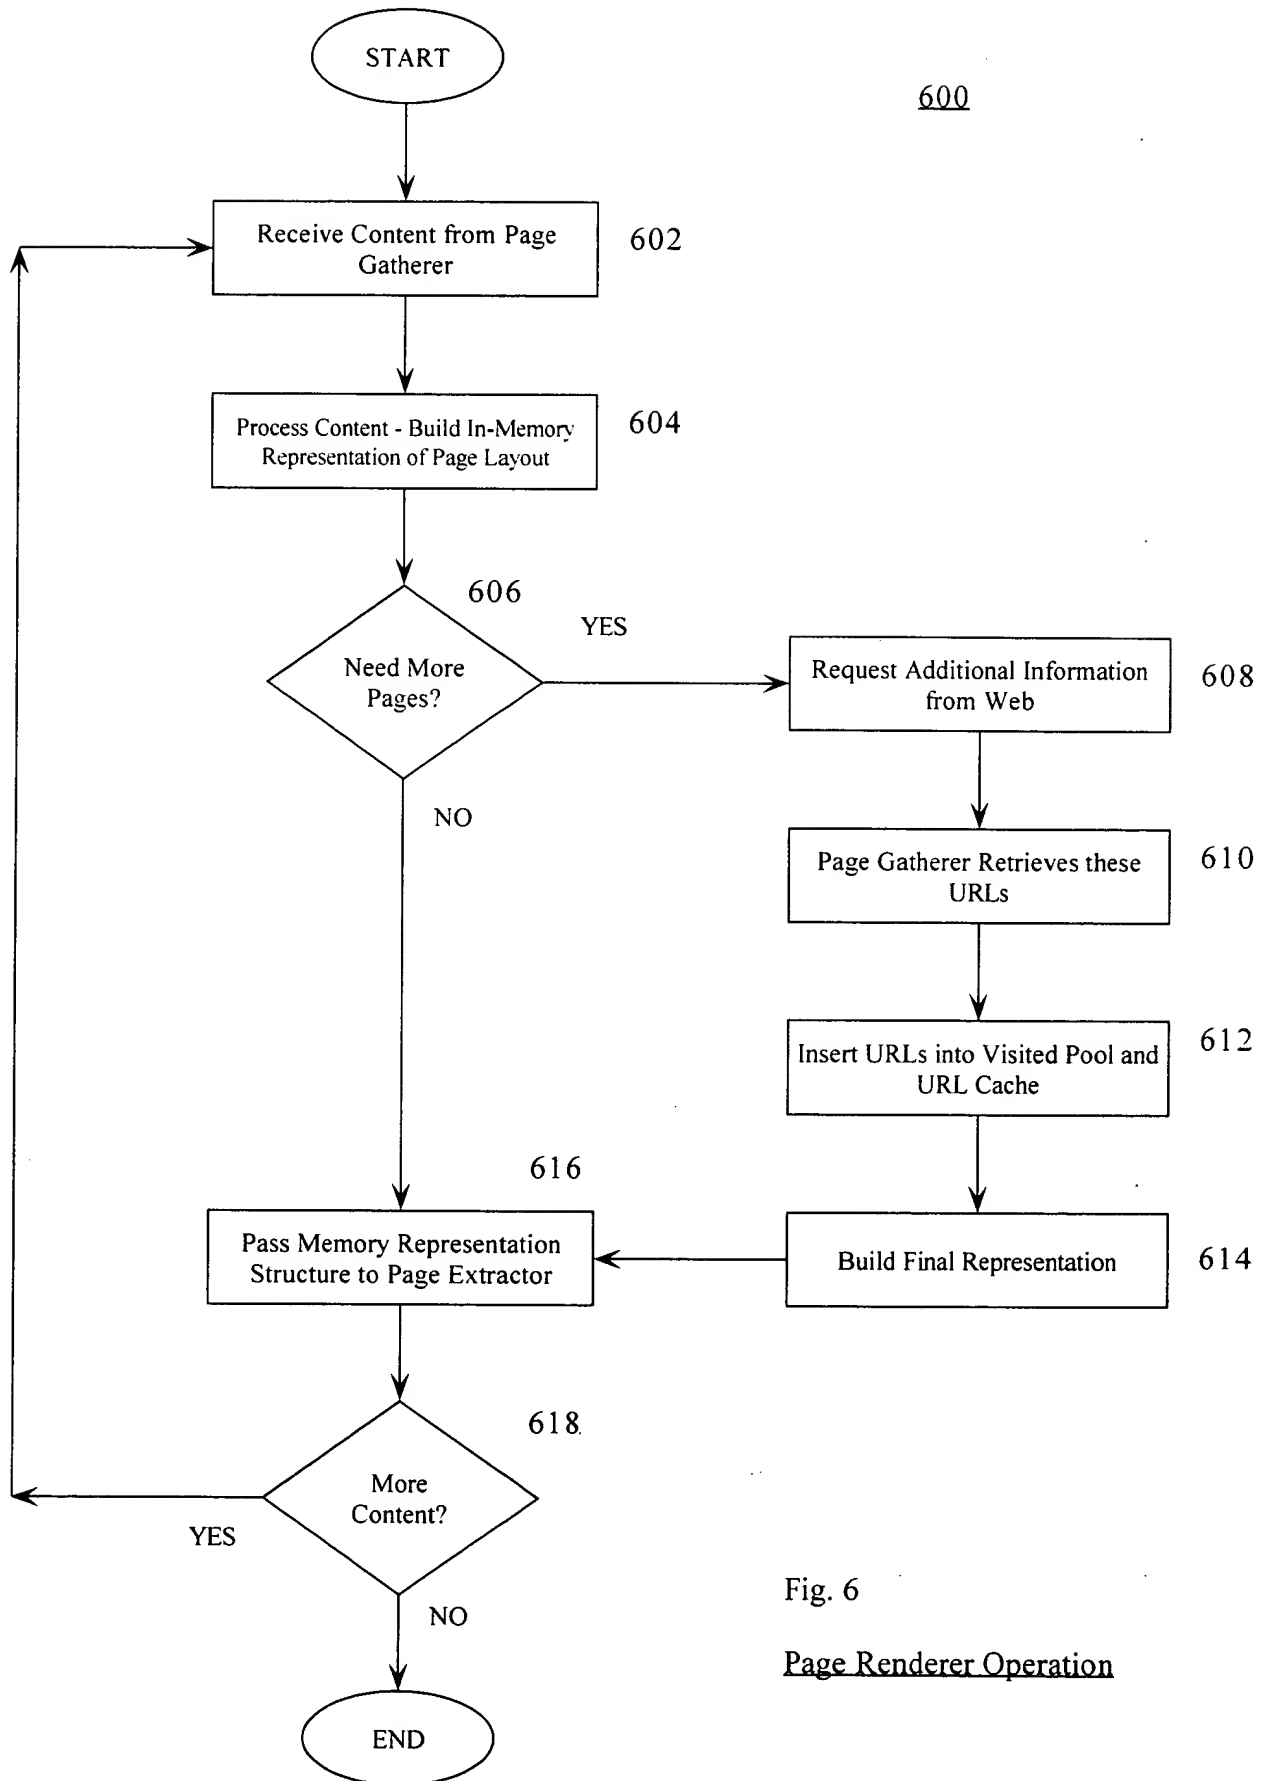 START
600
Receive Content from Page
Gatherer
602
Process Content - Build In-Memory
Representation of Page Layout
604
606
Need More
Pages?
YES
Request Additional Information
from Web
608
NO
Page Gatherer Retrieves these
URLs
610
Insert URLs into Visited Pool and
URL Cache
612
616
Pass Memory Representation
Structure to Page Extractor
Build Final Representation
614
618
More
Content?
YES
NO
END
Fig. 6
Page Renderer Operation